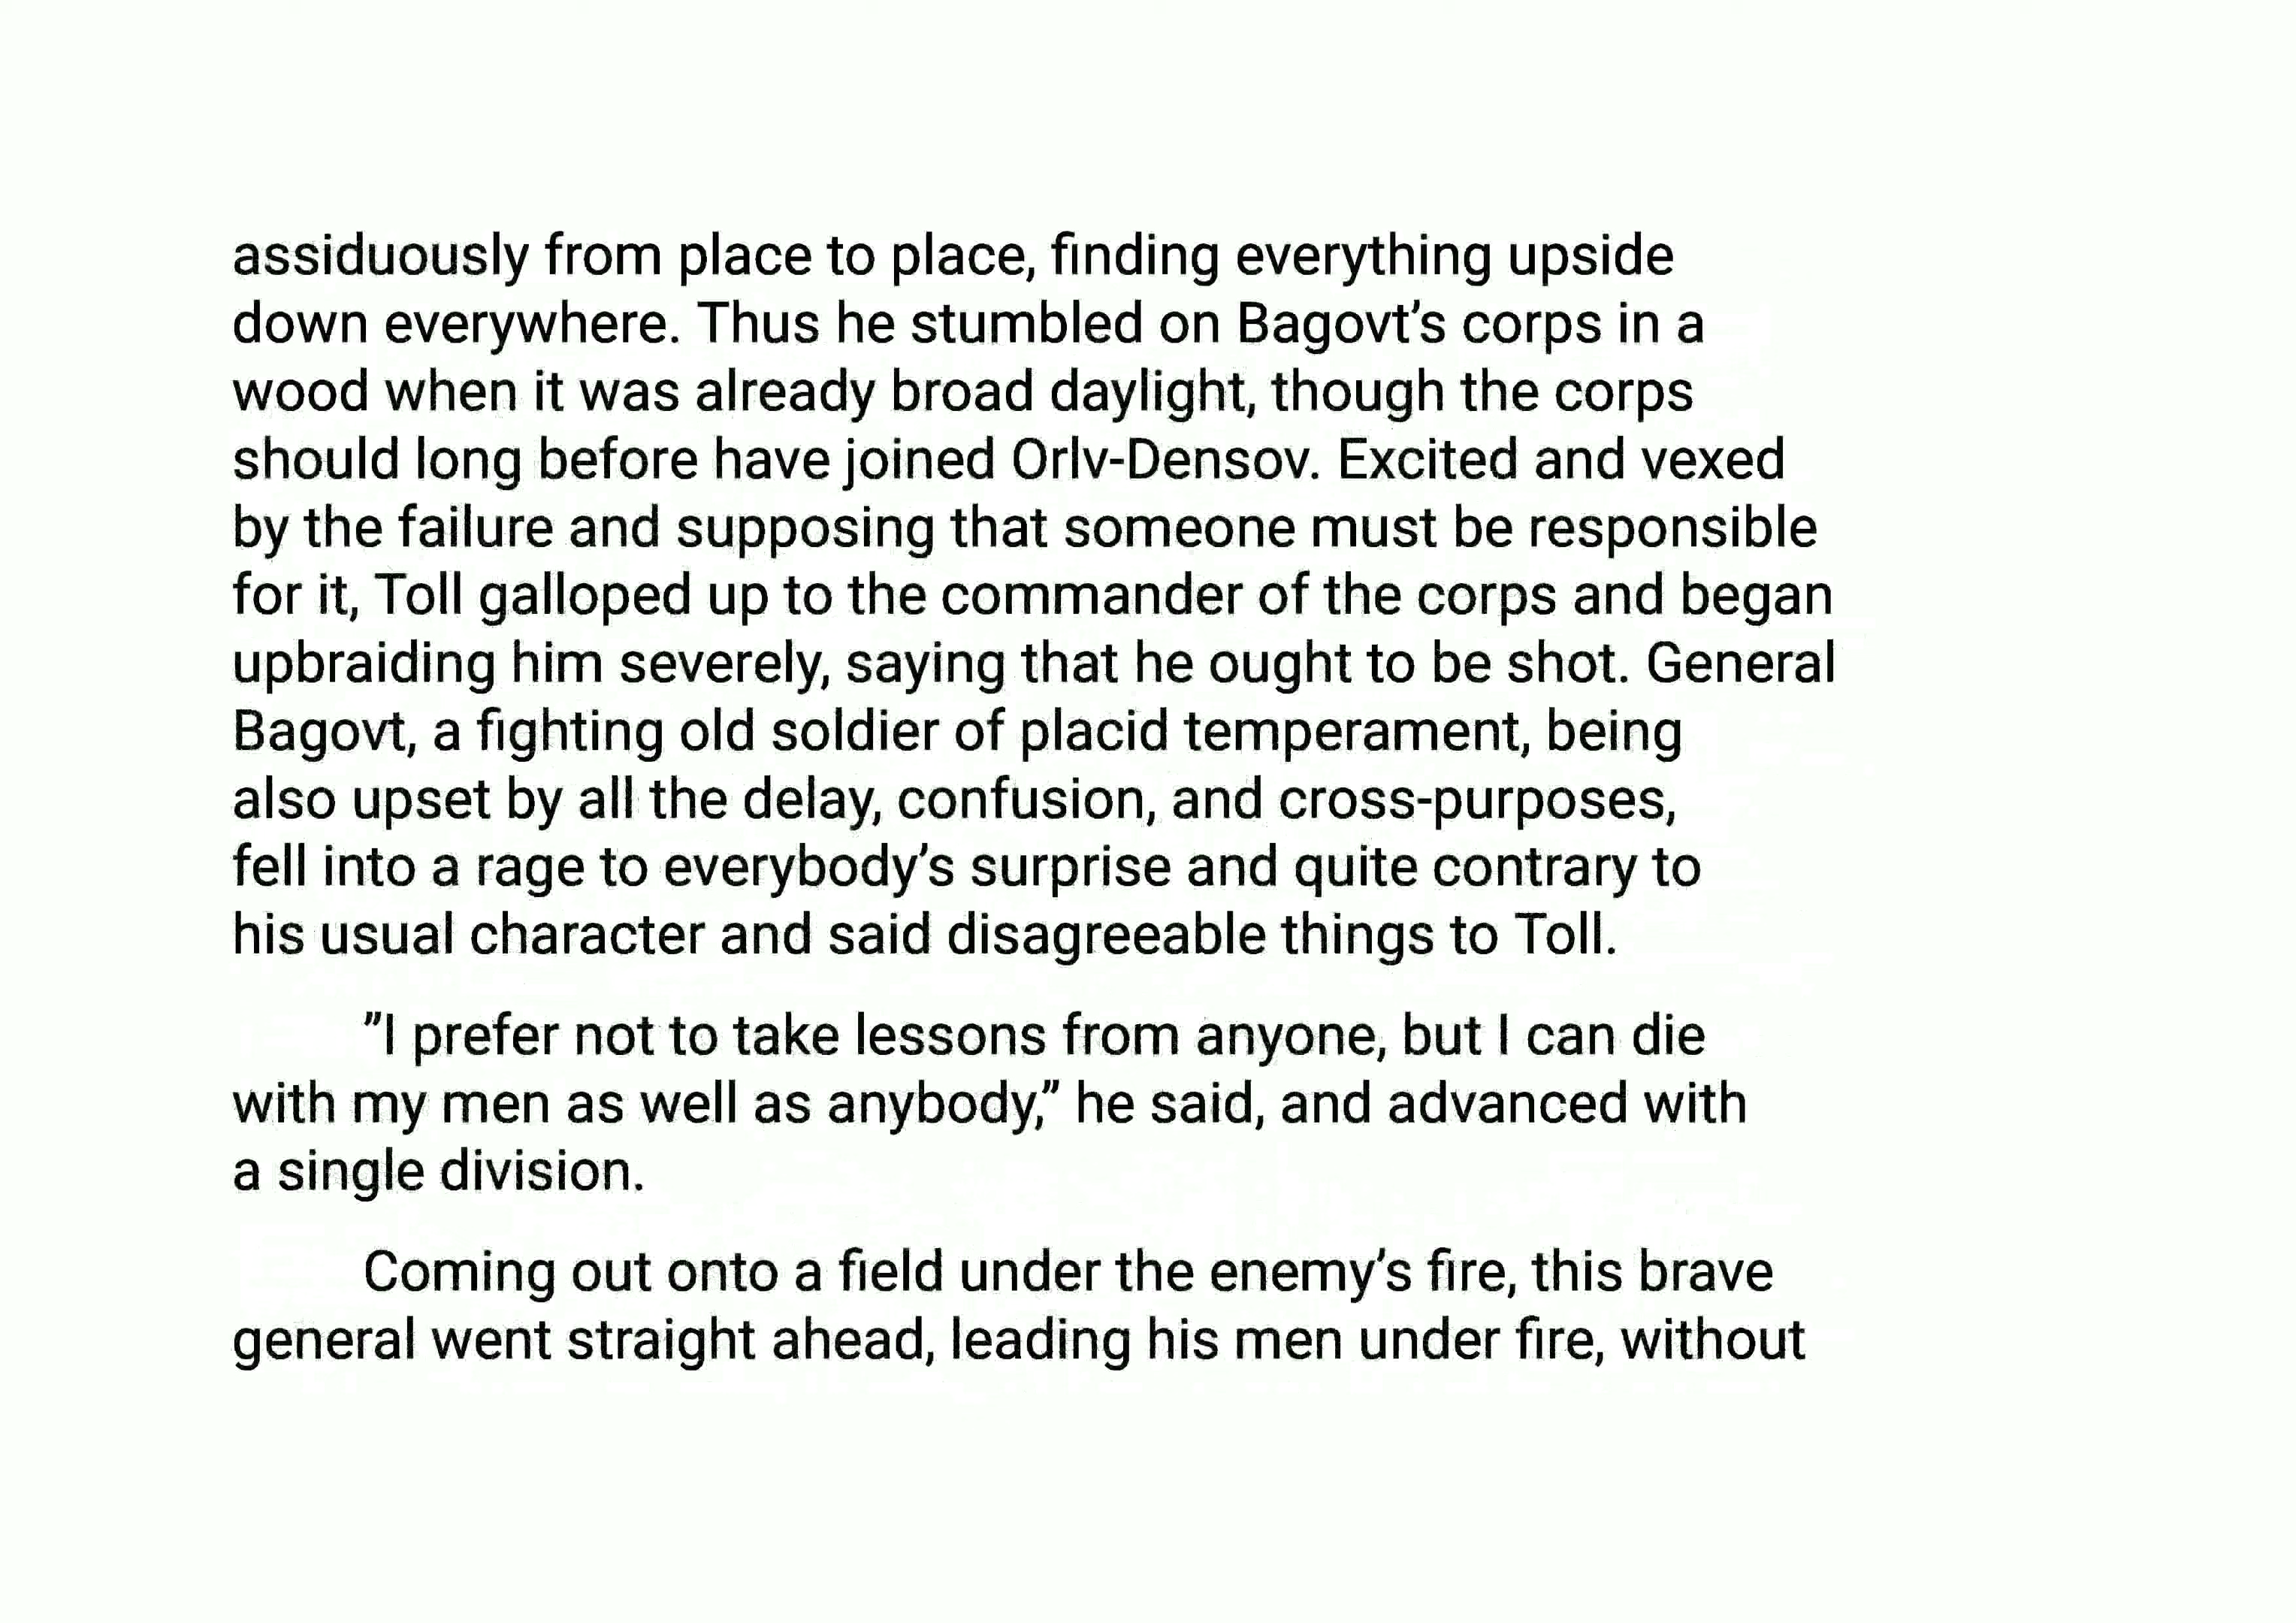 assiduously from place to place, finding everything upside
down everywhere. Thus he stumbled on Bagovt’s corps in a
wood when it was already broad daylight, though the corps
should long before have joined Orlv-Densov. Excited and vexed
by the failure and supposing that someone must be responsible
for it, Toll galloped up to the commander of the corps and began
upbraiding him severely, saying that he ought to be shot. General
Bagovt, a fighting old soldier of placid temperament, being
also upset by all the delay, confusion, and cross-purposes,
fell into a rage to everybody’s surprise and quite contrary to
his usual character and said disagreeable things to Toll.
”I prefer not to take lessons from anyone, but I can die
with my men as well as anybody,” he said, and advanced with
a single division.
Coming out onto a field under the enemy’s fire, this brave
general went straight ahead, leading his men under fire, without